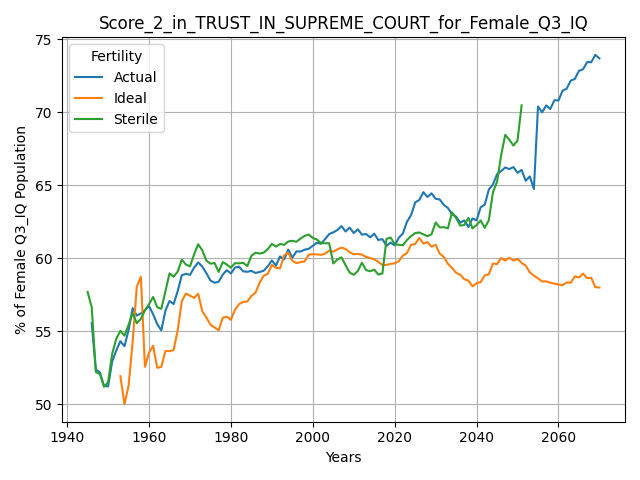 Score_2_in_TRUST_IN_SUPREME_COURT_for_Female_Q3_IQ
Fertility
Actual
Ideal
Sterile
% of Female Q3_IQ Population
75
70
65
60
55
50
1940
1960
1980
2000
2020
2040
2060
Years